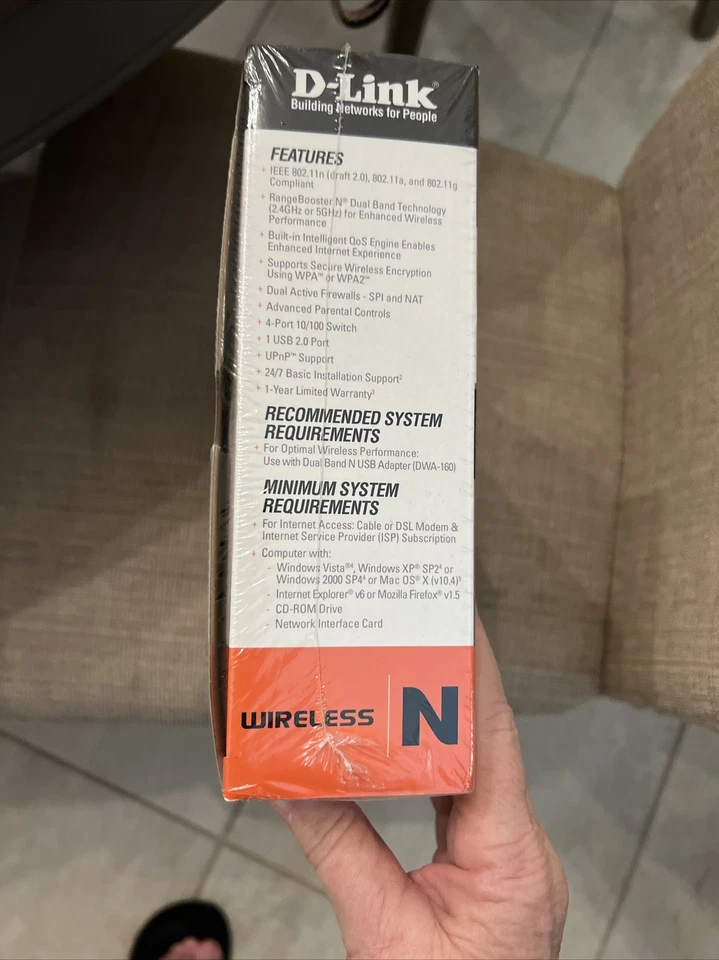 D-Link®
Building Networks for People
FEATURES
+ IEEE 802.11n (draft 2.0), 802.11a, and 802.11g
Compliant
+ RangeBooster N® Dual Band Technology
(2.4GHz or 5GHz) for Enhanced Wireless
Performance
+ Built-in Intelligent QoS Engine Enables
Enhanced Internet Experience
+ Supports Secure Wireless Encryption
Using WPA™ or WPA2™
+ Dual Active Firewalls - SPI and NAT
+ Advanced Parental Controls
+ 4-Port 10/100 Switch
+ 1 USB 2.0 Port
+ UPnP™ Support
+ 24/7 Basic Installation Support²
+ 1-Year Limited Warranty³
RECOMMENDED SYSTEM
REQUIREMENTS
+ For Optimal Wireless Performance:
Use with Dual Band N USB Adapter (DWA-160)
MINIMUM SYSTEM
REQUIREMENTS
+ For Internet Access: Cable or DSL Modem &
Internet Service Provider (ISP) Subscription
+ Computer with:
- Windows Vista®⁴, Windows XP® SP2⁴ or
Windows 2000 SP4⁴ or Mac OS® X (v10.4)⁵
- Internet Explorer® v6 or Mozilla Firefox® v1.5
- CD-ROM Drive
- Network Interface Card
WIRELESS N